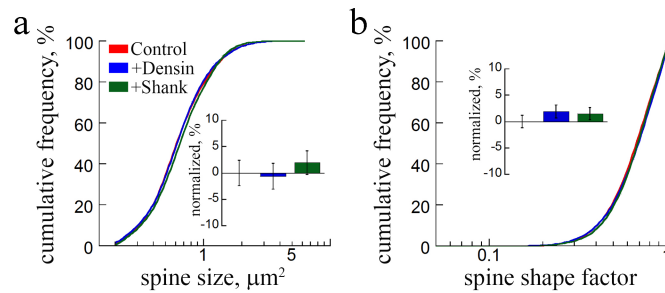 a
cumulative frequency, %
100
80
60
40
20
0
Control
+Densin
+Shank
normalized, %
10
5
0
-5
-10
1
5
spine size, μm²
b
cumulative frequency, %
100
80
60
40
20
0
normalized, %
10
5
0
-5
-10
0.1
1
spine shape factor